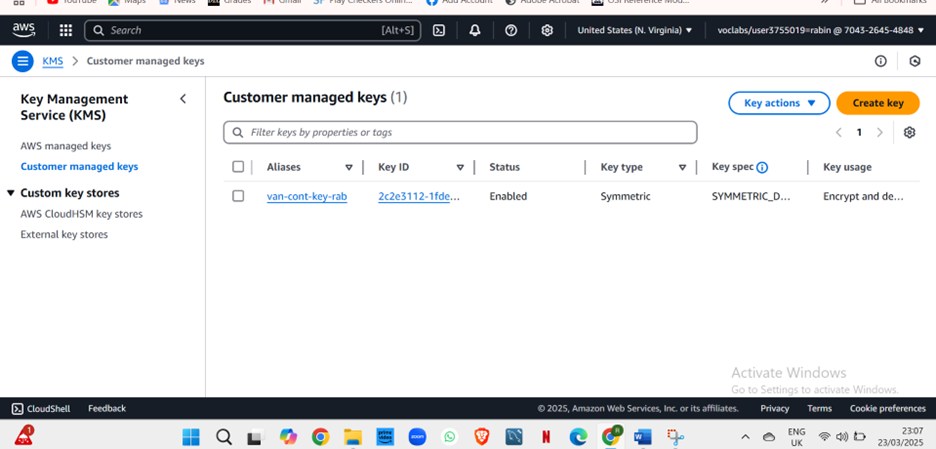 YouTube Maps News Grades Gmail Play Checkers Onlin... Add Account Adobe Acrobat OSI Reference Mod... » All Bookmarks
aws Search [Alt+S] United States (N. Virginia) ▼ voclabs/user3755019=rabin @ 7043-2645-4848 ▼
KMS > Customer managed keys
Key Management Service (KMS)
AWS managed keys
Customer managed keys
Custom key stores
AWS CloudHSM key stores
External key stores
Customer managed keys (1)
Key actions ▼ Create key
Filter keys by properties or tags
< 1 >
Aliases Key ID Status Key type Key spec Key usage
van-cont-key-rab 2c2e3112-1fde... Enabled Symmetric SYMMETRIC_D... Encrypt and de...
Activate Windows
Go to Settings to activate Windows.
CloudShell Feedback © 2025, Amazon Web Services, Inc. or its affiliates. Privacy Terms Cookie preferences
1
prime video
zoom
R
ENG
UK
23:07
23/03/2025